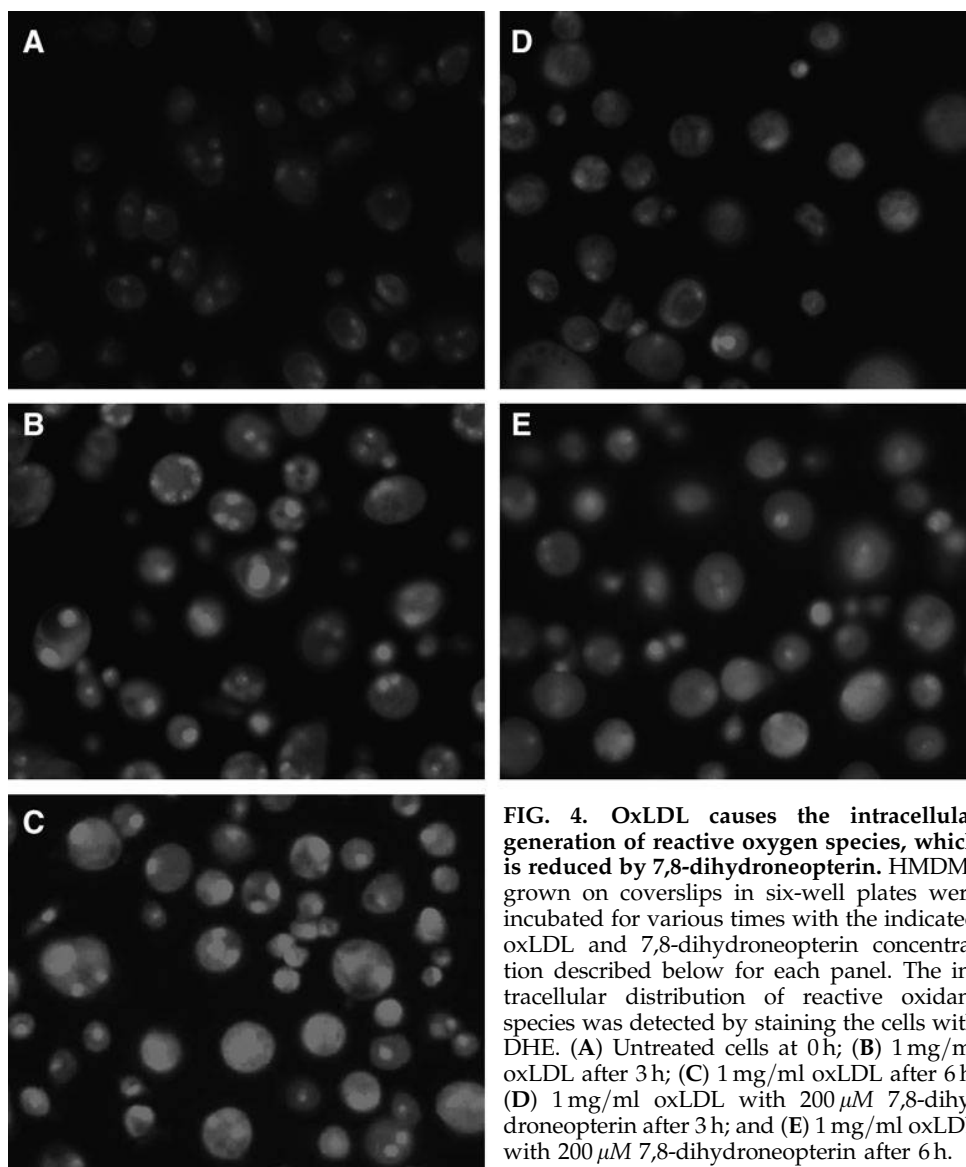 A
D
B
E
C
FIG. 4. OxLDL causes the intracellula
generation of reactive oxygen species, whic
is reduced by 7,8-dihydroneopterin. HMDM
grown on coverslips in six-well plates wer
incubated for various times with the indicate
oxLDL and 7,8-dihydroneopterin concentra
tion described below for each panel. The in
tracellular distribution of reactive oxidan
species was detected by staining the cells wit
DHE. (A) Untreated cells at 0 h; (B) 1 mg/m
oxLDL after 3 h; (C) 1 mg/ml oxLDL after 6 h
(D) 1 mg/ml oxLDL with 200 μM 7,8-dihy
droneopterin after 3 h; and (E) 1 mg/ml oxLD
with 200 μM 7,8-dihydroneopterin after 6 h.